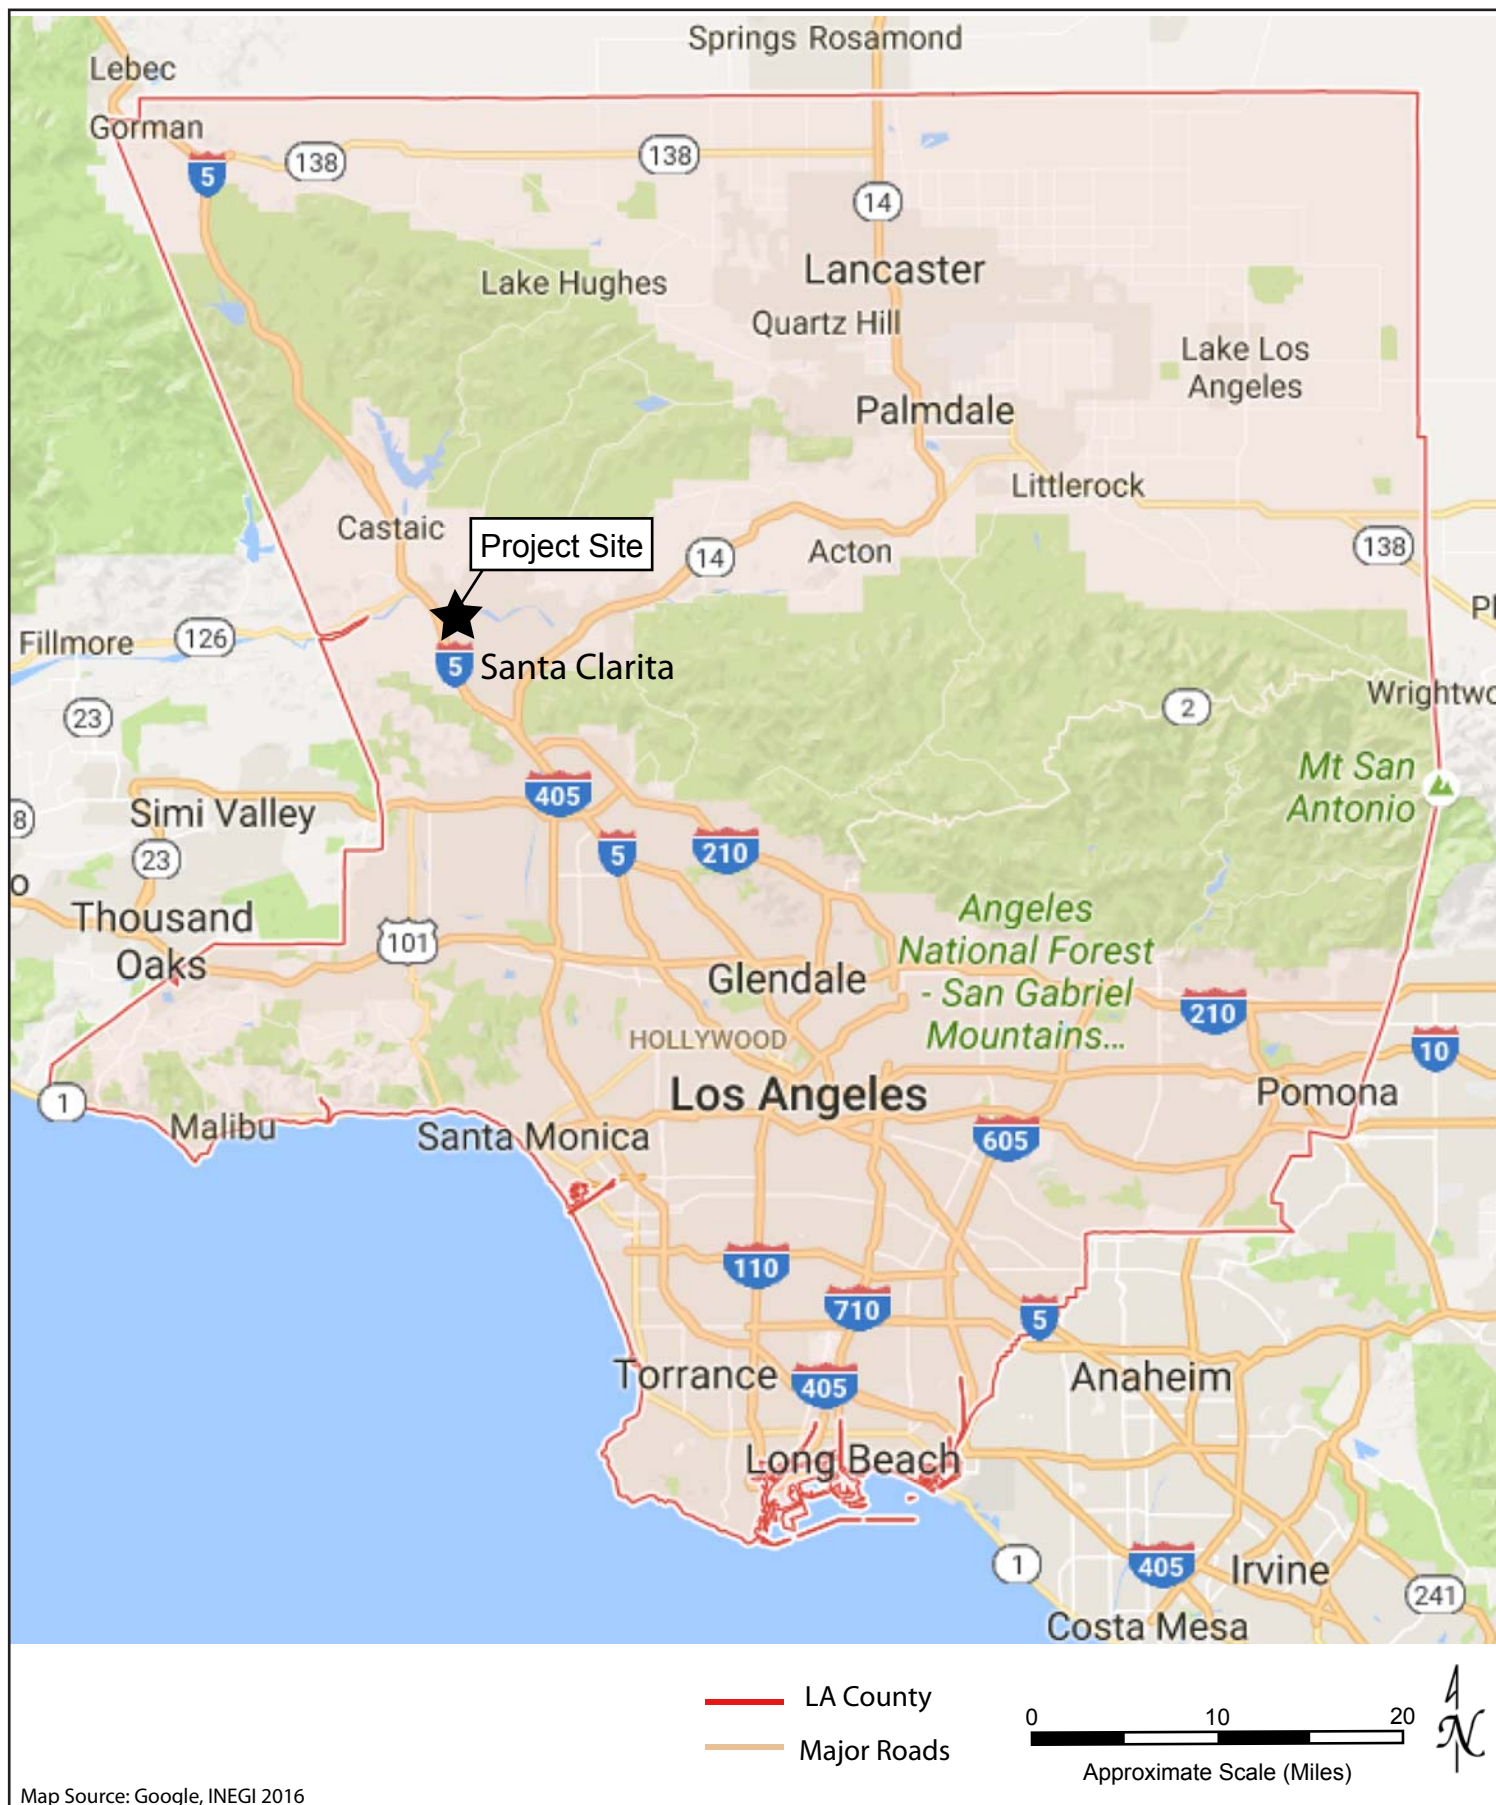 Springs Rosamond
Lebec
Gorman
138
138
5
14
Lancaster
Lake Hughes
Quartz Hill
Lake Los
Angeles
Palmdale
Littlerock
Castaic
Project Site
14
Acton
138
Pl
Fillmore
126
5
Santa Clarita
Wrightwo
23
2
Mt San
Antonio
405
8
Simi Valley
5
210
23
o
Thousand
Oaks
101
Angeles
National Forest
- San Gabriel
Mountains...
Glendale
210
HOLLYWOOD
10
Los Angeles
Pomona
1
Malibu
Santa Monica
605
110
710
5
Torrance
405
Anaheim
Long Beach
1
405
Irvine
241
Costa Mesa
LA County
Major Roads
0 10 20
Approximate Scale (Miles)
N
Map Source: Google, INEGI 2016